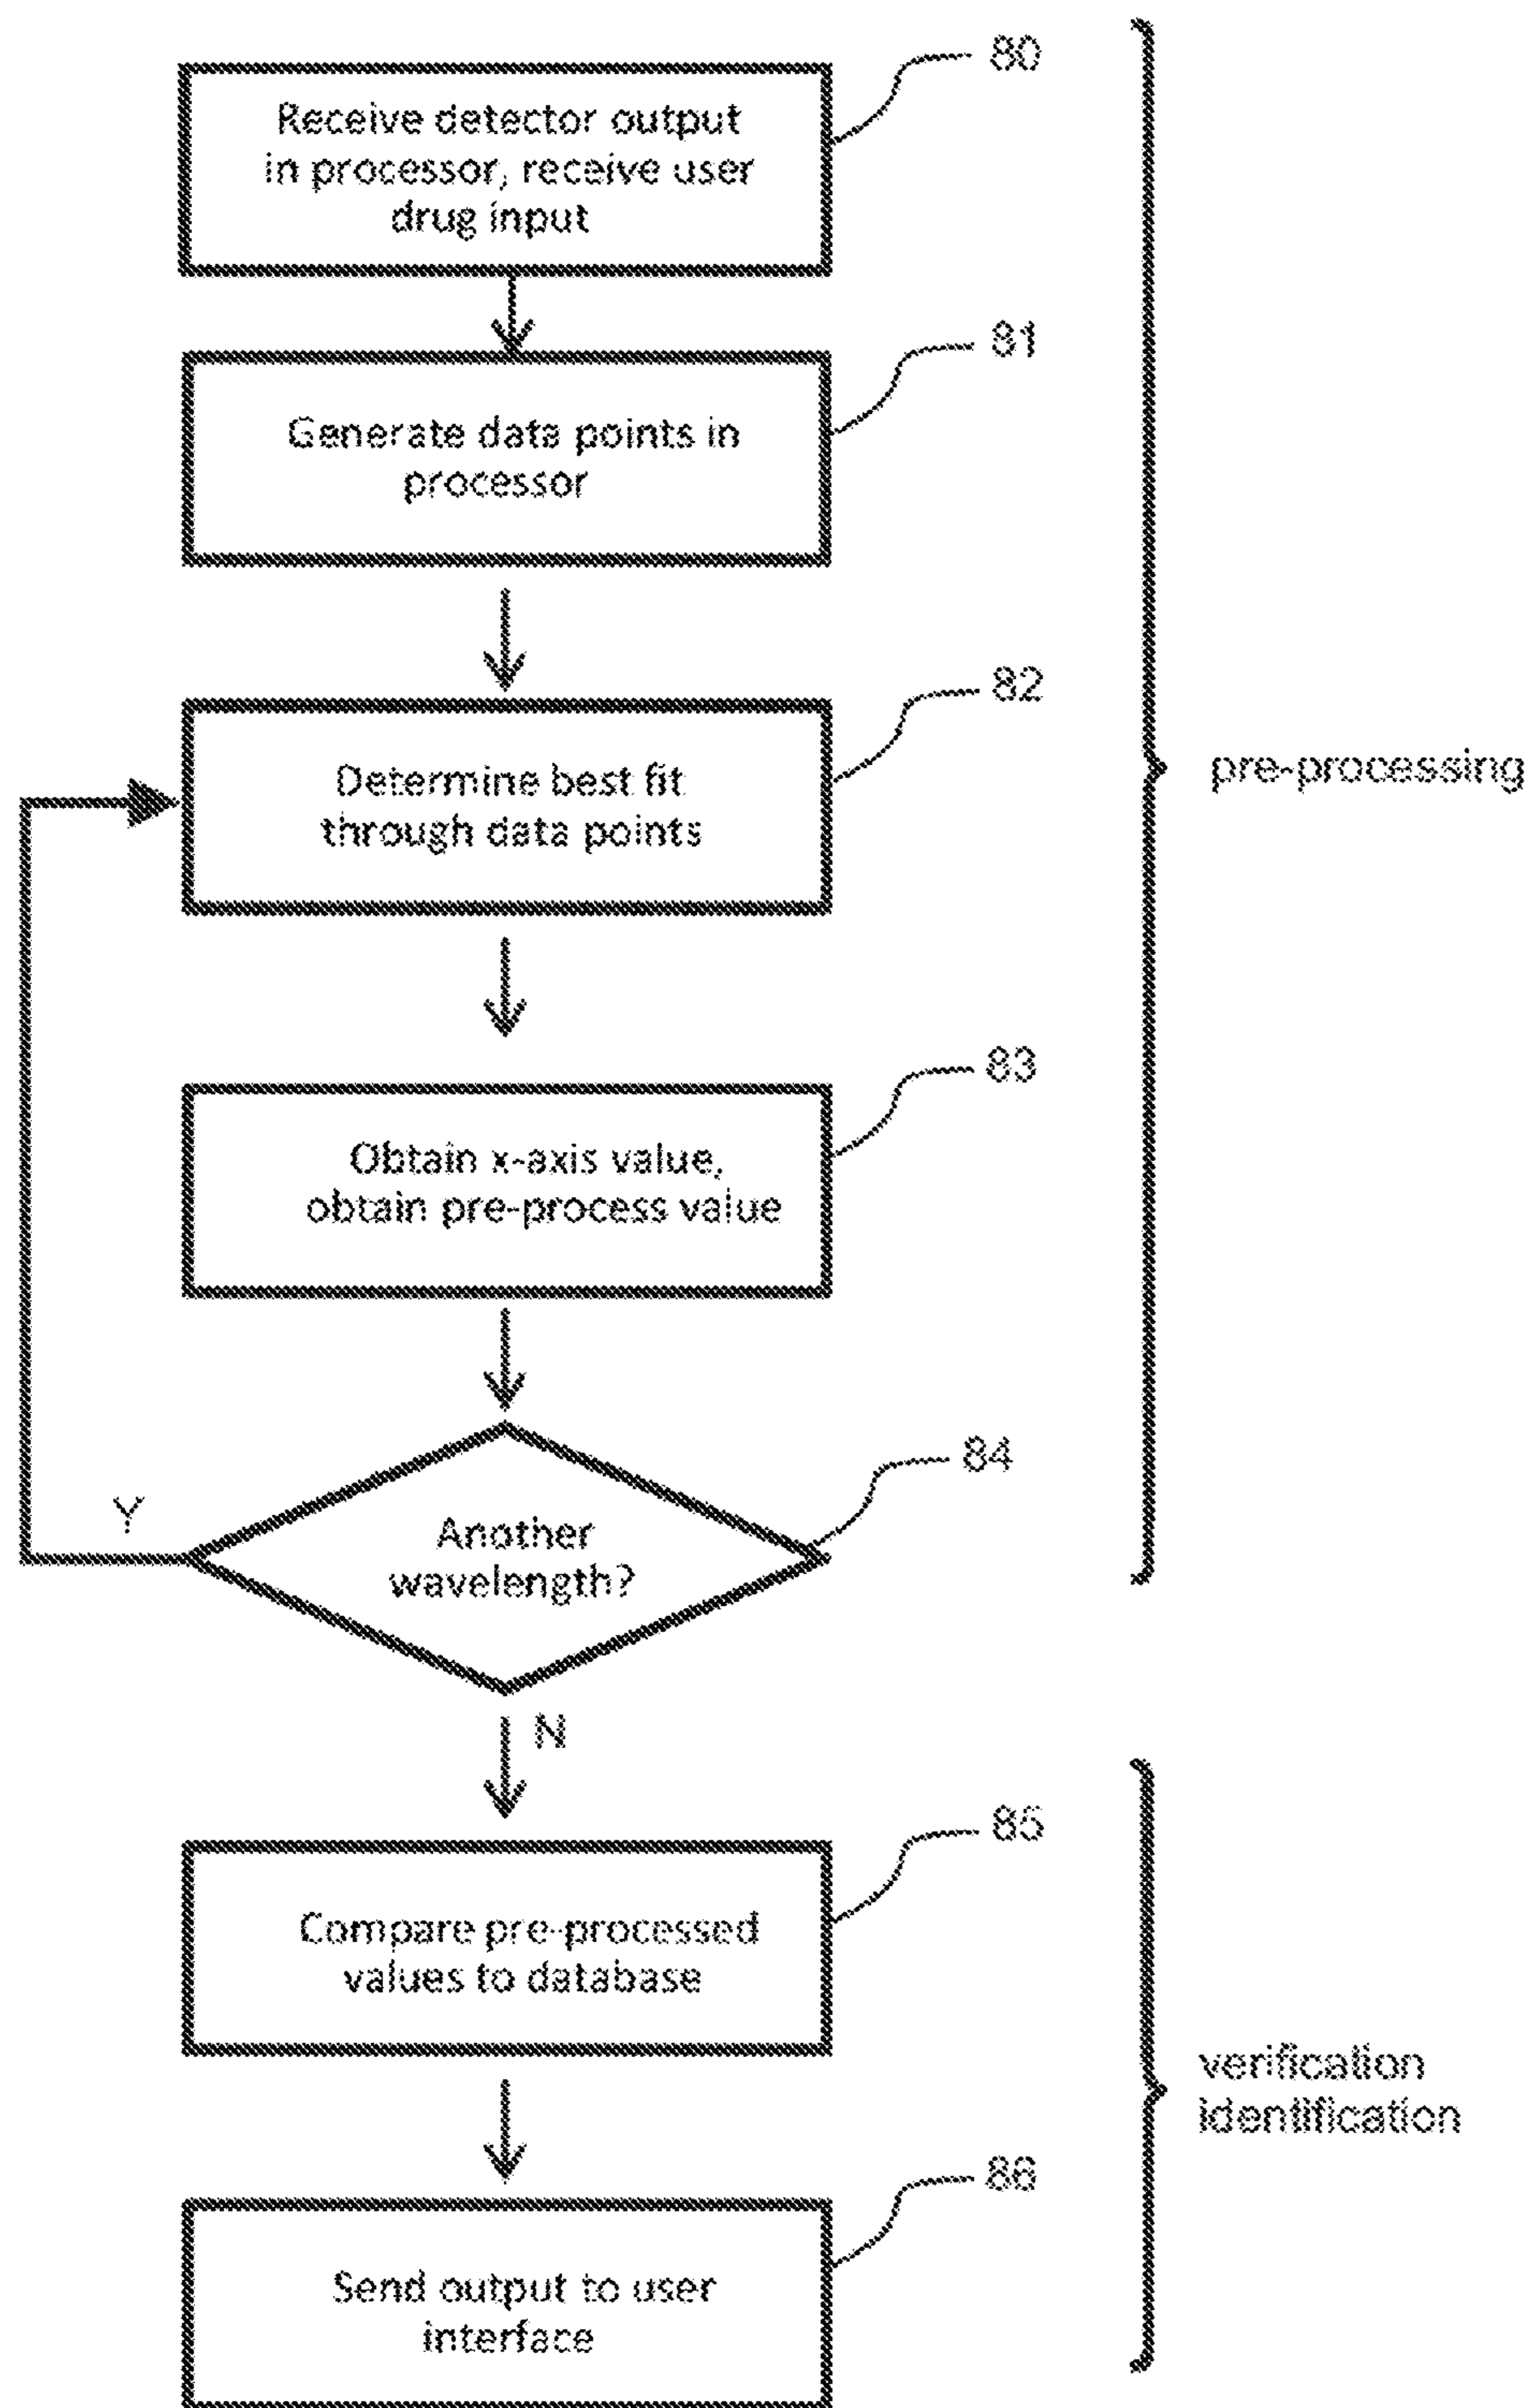 80
Receive detector output
in processor, receive user
drug input
81
Generate data points in
processor
82
Determine best fit
through data points
pre-processing
83
Obtain x-axis value,
obtain pre-process value
84
Another
wavelength?
Y
N
85
Compare pre-processed
values to database
verification
identification
86
Send output to user
interface